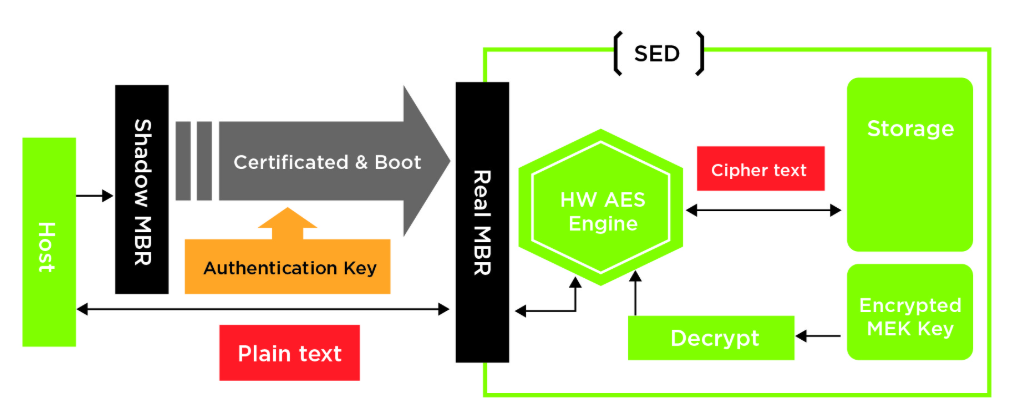 SED
Host
Shadow MBR
Certificated & Boot
Authentication Key
Plain text
Real MBR
HW AES
Engine
Cipher text
Storage
Decrypt
Encrypted
MEK Key